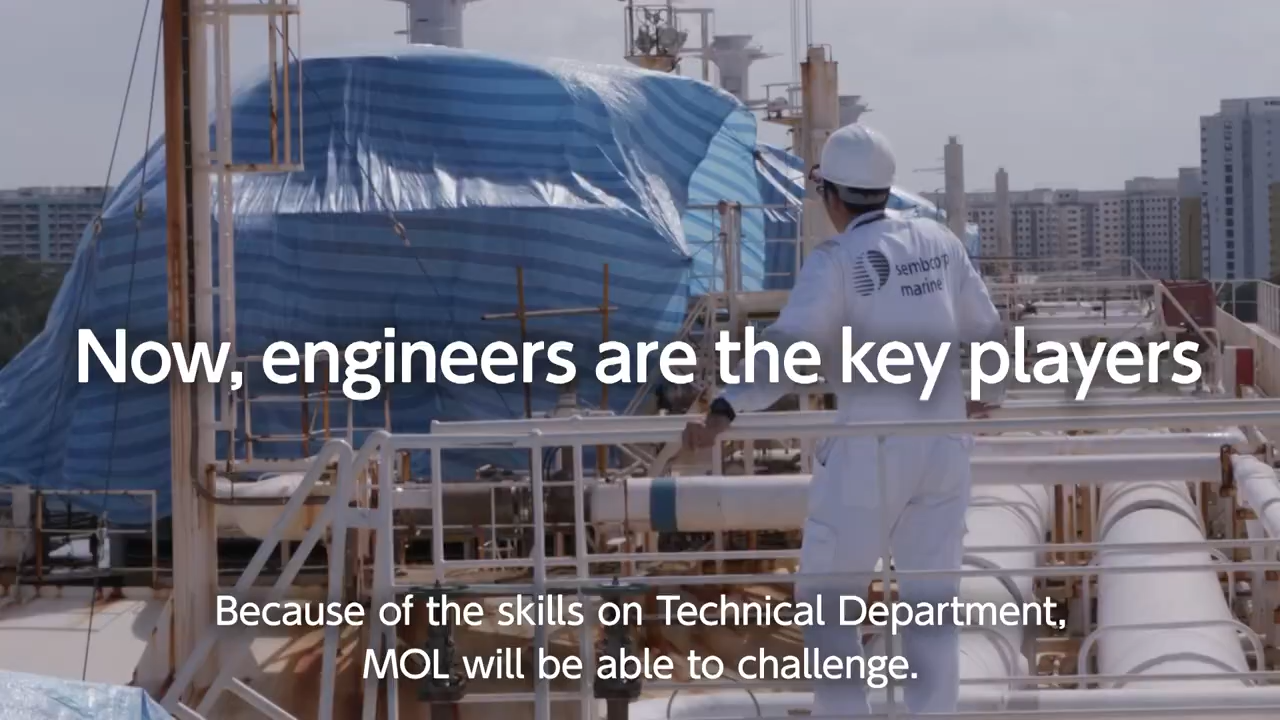 sembcorp
marine
Now, engineers are the key players
Because of the skills on Technical Department,
MOL will be able to challenge.